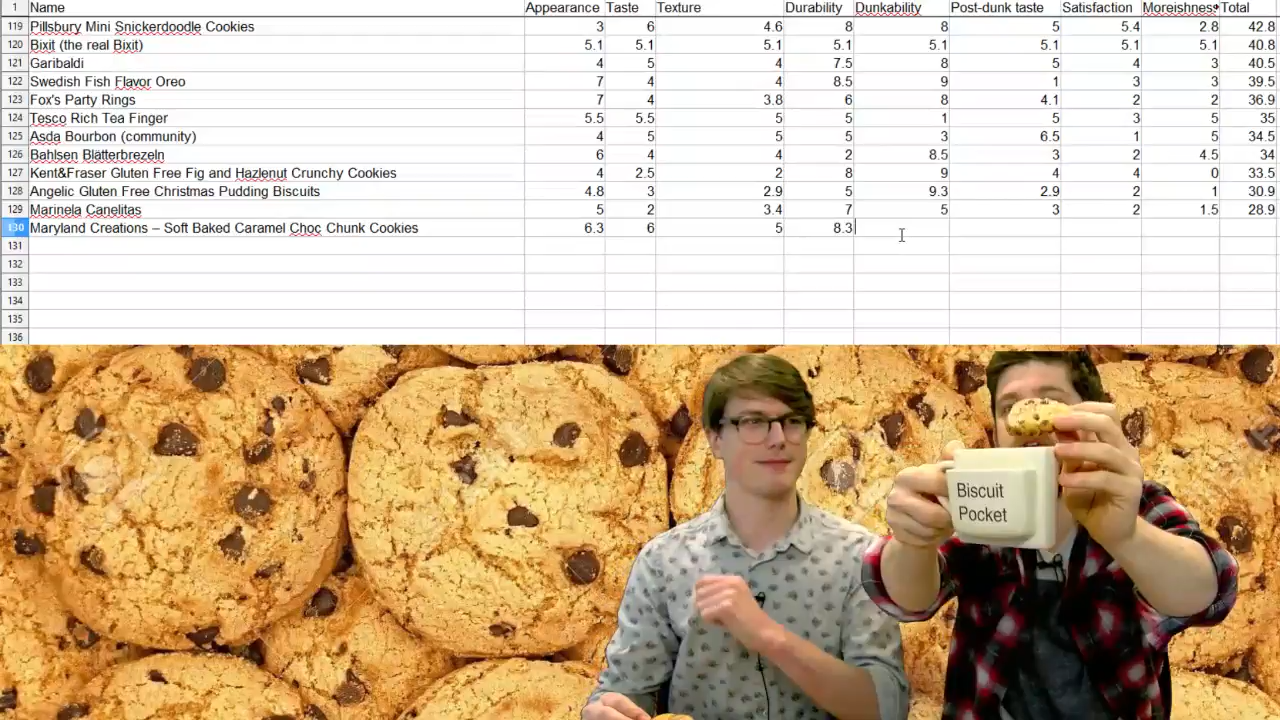 1 Name Appearance Taste Texture Durability Dunkability Post-dunk taste Satisfaction Total
119 Pillsbury Mini Snickerdoodle Cookies 3 6 4.6 8 8 5 5.4 2.8 42.8
120 Bixit (the real Bixit) 5.1 5.1 5.1 5.1 5.1 5.1 5.1 5.1 40.8
121 Garibaldi 4 5 4 7.5 8 5 4 3 40.5
122 Swedish Fish Flavor Oreo 7 4 4 8.5 9 1 3 3 39.5
123 Fox's Party Rings 7 4 3.8 6 8 4.1 2 2 36.9
124 Tesco Rich Tea Finger 5.5 5.5 5 5 1 5 3 5 35
125 Asda Bourbon (community) 4 5 5 5 3 6.5 1 5 34.5
126 Bahlsen Blätterbrezeln 6 4 4 2 8.5 3 2 4.5 34
127 Kent&Fraser Gluten Free Fig and Hazlenut Crunchy Cookies 4 2.5 2 8 9 4 4 0 33.5
128 Angelic Gluten Free Christmas Pudding Biscuits 4.8 3 2.9 5 9.3 2.9 2 1 30.9
129 Marinela Canelitas 5 2 3.4 7 5 3 2 1.5 28.9
130 Maryland Creations – Soft Baked Caramel Choc Chunk Cookies 6.3 6 5 8.3
131
132
133
134
135
136
Biscuit
Pocket